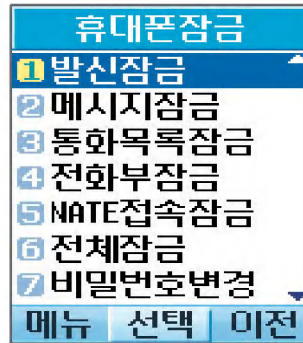 휴대폰잠금
1 발신잠금
2 메시지잠금
3 통화목록잠금
4 전화부잠금
5 NATE접속잠금
6 전체잠금
7 비밀번호변경
메뉴 선택 이전